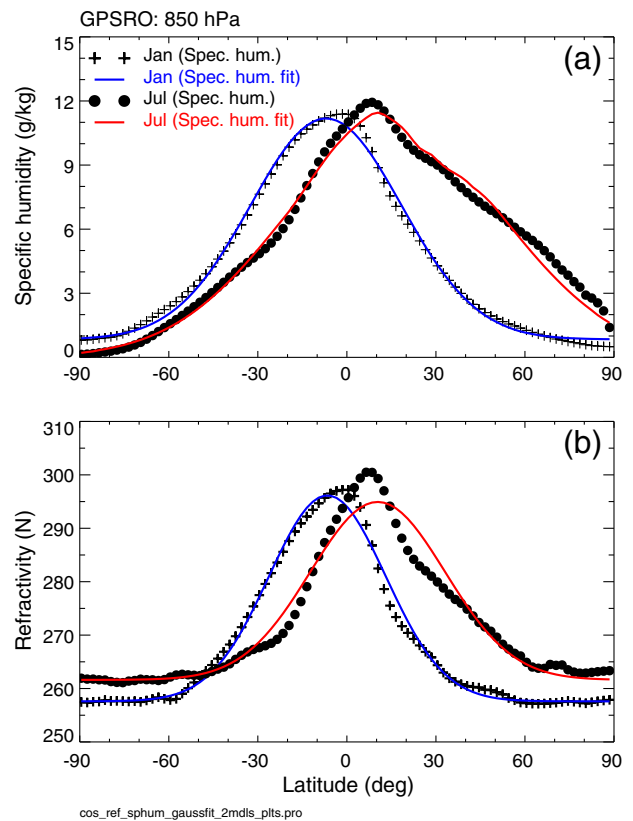 GPSRO: 850 hPa
(a)
Jan (Spec. hum.)
Jan (Spec. hum. fit)
Jul (Spec. hum.)
Jul (Spec. hum. fit)
Specific humidity (g/kg)
15
12
9
6
3
0
-90 -60 -30 0 30 60 90
(b)
Refractivity (N)
310
300
290
280
270
260
250
-90 -60 -30 0 30 60 90
Latitude (deg)
cos_ref_sphum_gaussfit_2mdls_plts.pro